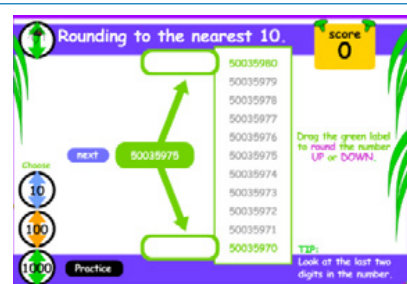 Rounding to the nearest 10.
score
0
50035980
50035979
50035978
50035977
50035976
50035975
50035974
50035973
50035972
50035971
50035970
next
50035975
Drag the green label
to round the number
UP or DOWN.
Choose
10
100
1000
Practice
TIP:
Look at the last two
digits in the number.